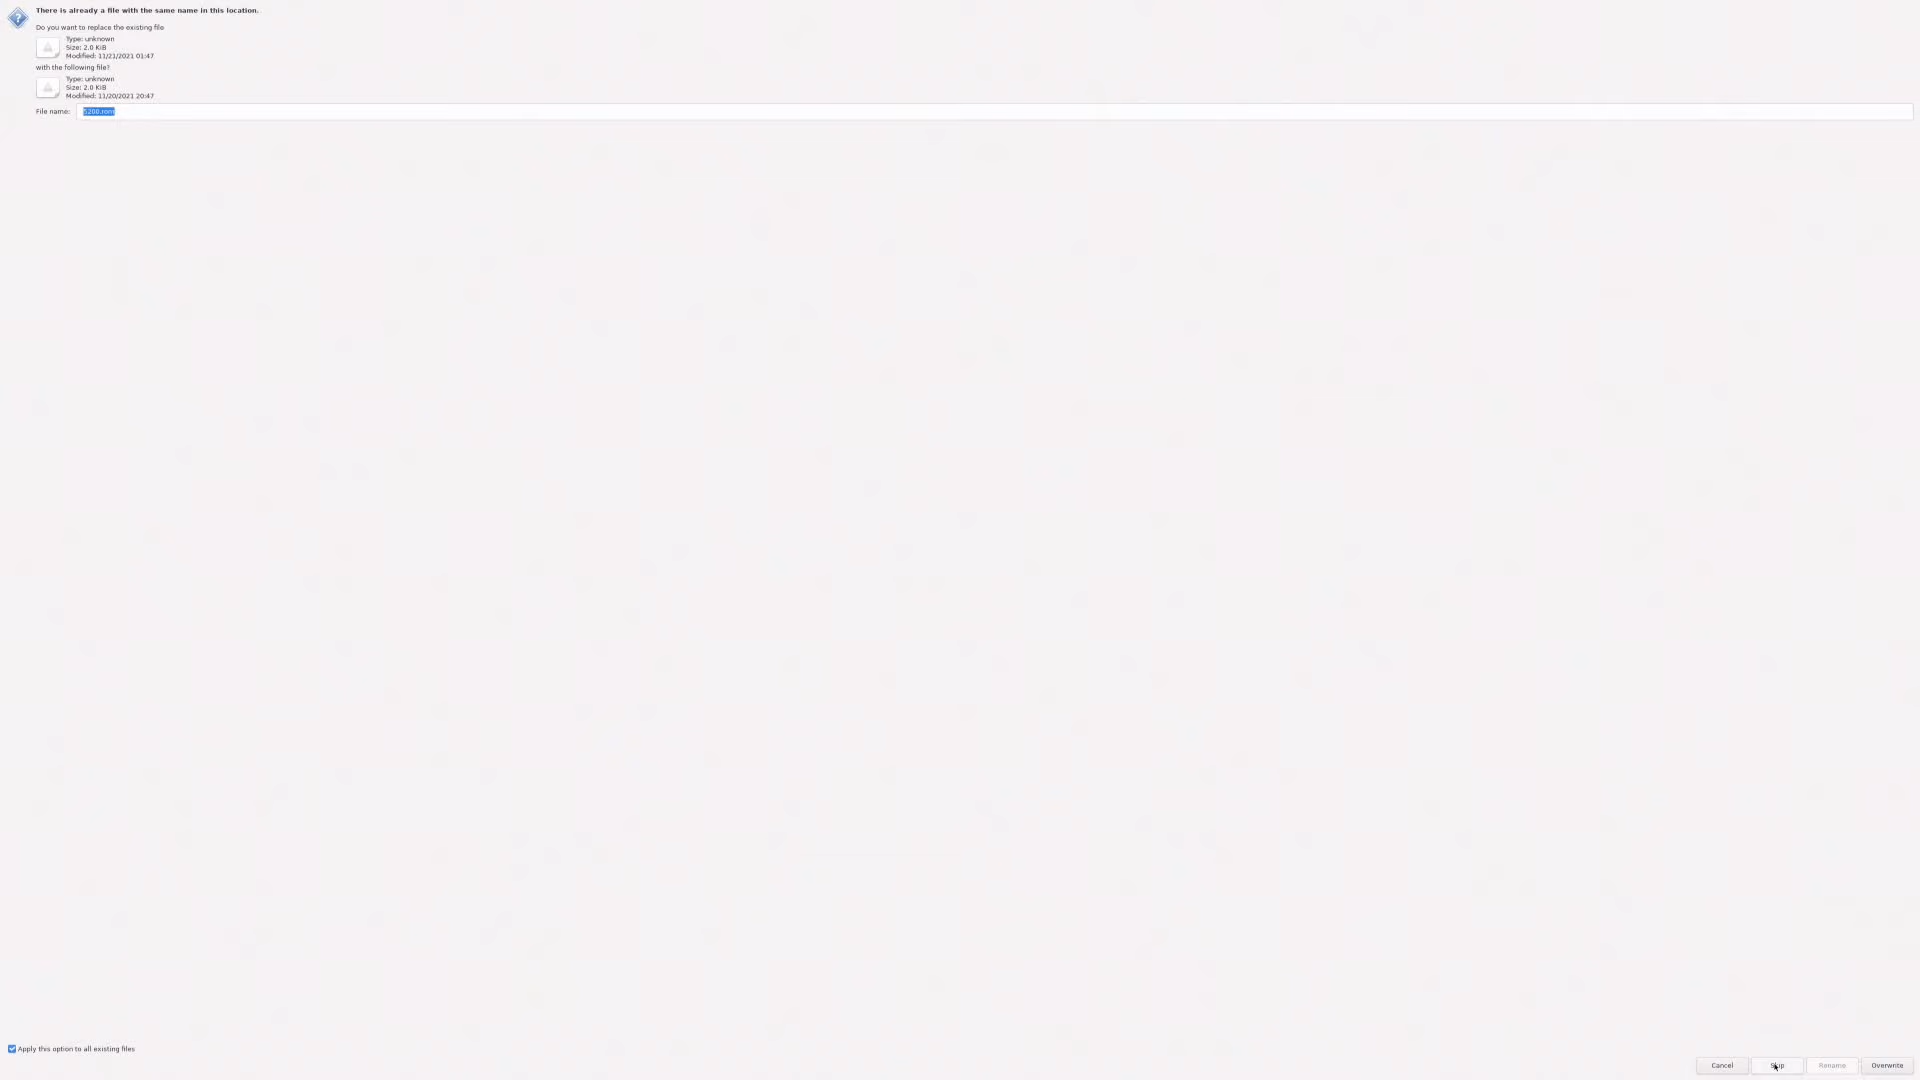 There is already a file with the same name in this location.
Do you want to replace the existing file
Type: unknown
Size: 2.0 KiB
Modified: 11/21/2021 01:47
with the following file?
Type: unknown
Size: 2.0 KiB
Modified: 11/20/2021 20:47
File name: 5200.rom
Apply this option to all existing files
Cancel Skip Rename Overwrite